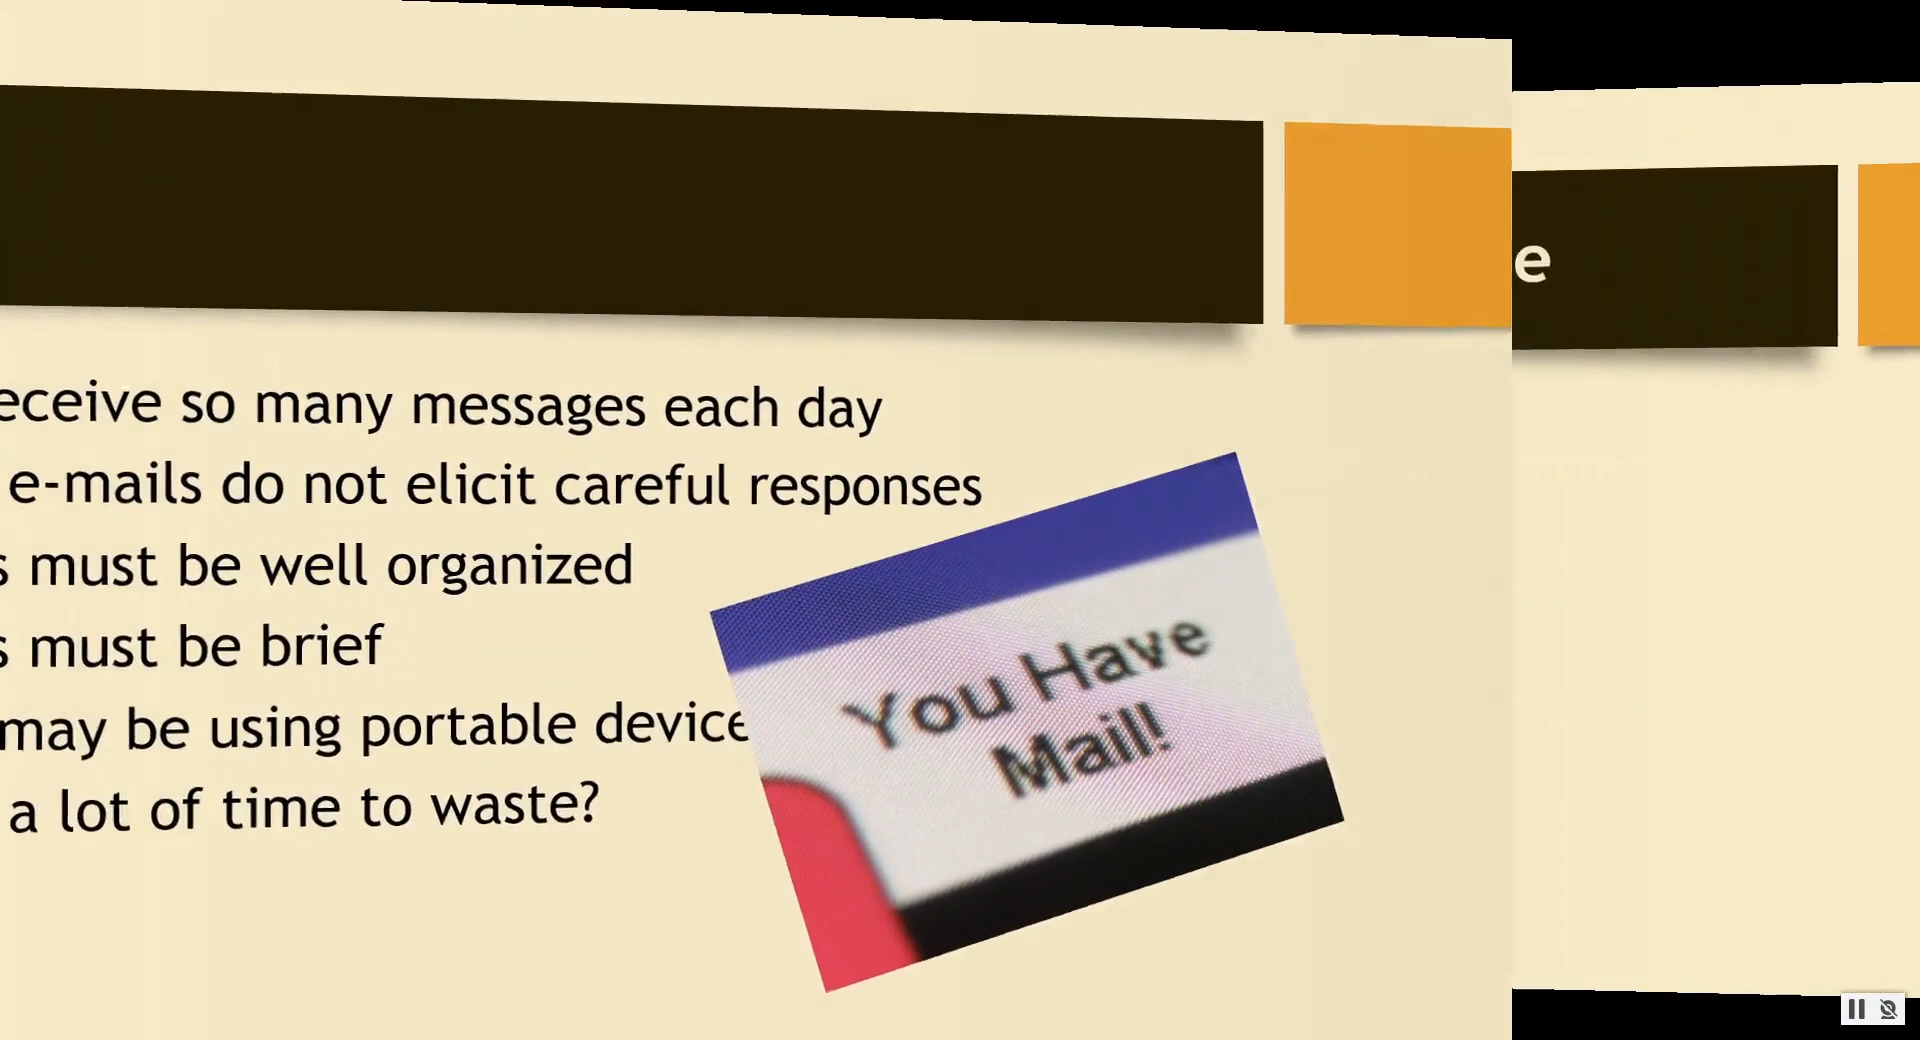 eceive so many messages each day
e-mails do not elicit careful responses
s must be well organized
s must be brief
may be using portable device
a lot of time to waste?
You Have
Mail!
e